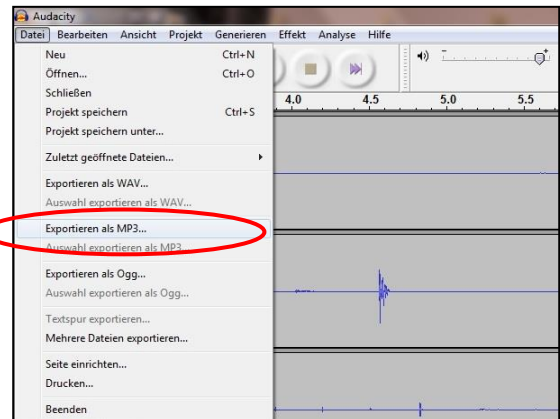 Audacity
Datei Bearbeiten Ansicht Projekt Generieren Effekt Analyse Hilfe
Neu Ctrl+N
Öffnen... Ctrl+O
Schließen
Projekt speichern Ctrl+S
Projekt speichern unter...
Zuletzt geöffnete Dateien...
Exportieren als WAV...
Auswahl exportieren als WAV...
Exportieren als MP3...
Auswahl exportieren als MP3...
Exportieren als Ogg...
Auswahl exportieren als Ogg...
Textspur exportieren...
Mehrere Dateien exportieren...
Seite einrichten...
Drucken...
Beenden
4.0 4.5 5.0 5.5